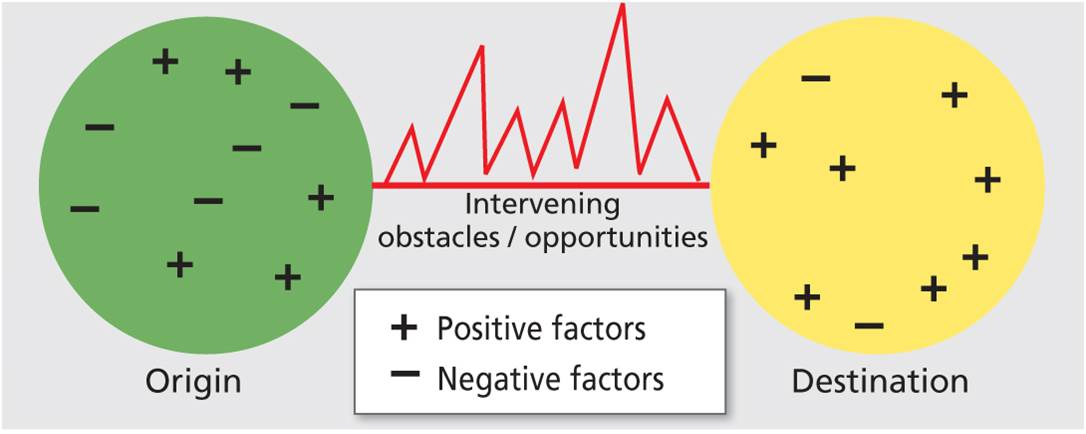 Intervening
obstacles / opportunities
+ Positive factors
− Negative factors
Origin
Destination